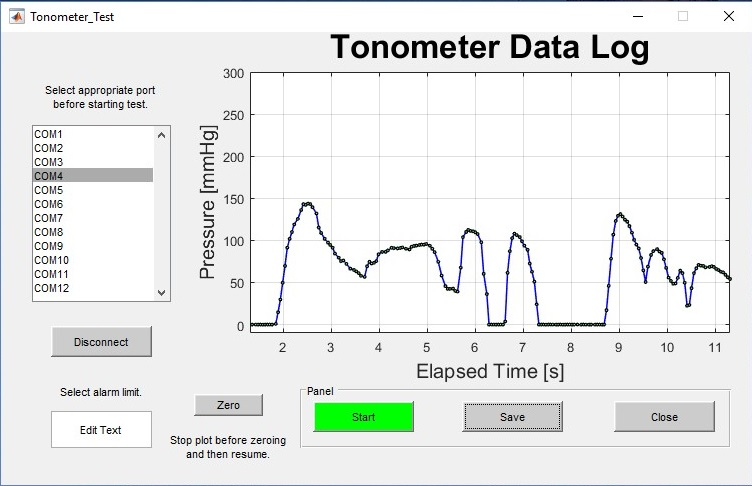 Tonometer_Test
Tonometer Data Log
Select appropriate port
before starting test.
COM1
COM2
COM3
COM4
COM5
COM6
COM7
COM8
COM9
COM10
COM11
COM12
Disconnect
Select alarm limit.
Edit Text
Pressure [mmHg]
300
250
200
150
100
50
0
2 3 4 5 6 7 8 9 10 11
Elapsed Time [s]
Zero
Stop plot before zeroing
and then resume.
Panel
Start Save Close